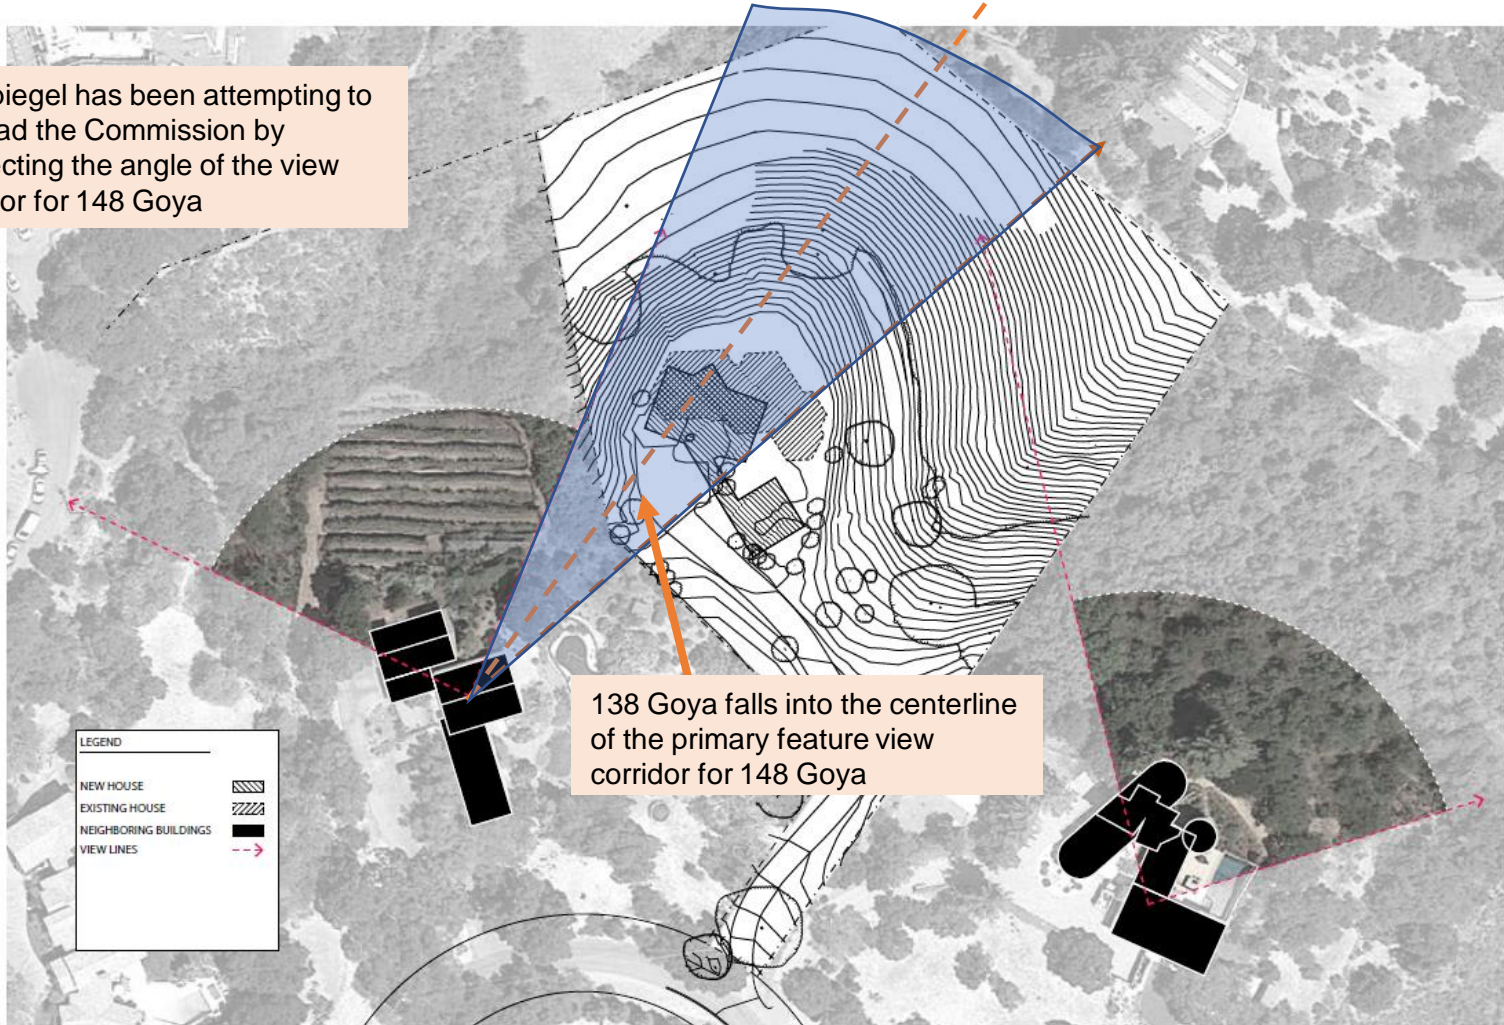 piegel has been attempting to
ad the Commission by
ecting the angle of the view
or for 148 Goya
138 Goya falls into the centerline
of the primary feature view
corridor for 148 Goya
LEGEND
NEW HOUSE
EXISTING HOUSE
NEIGHBORING BUILDINGS
VIEW LINES